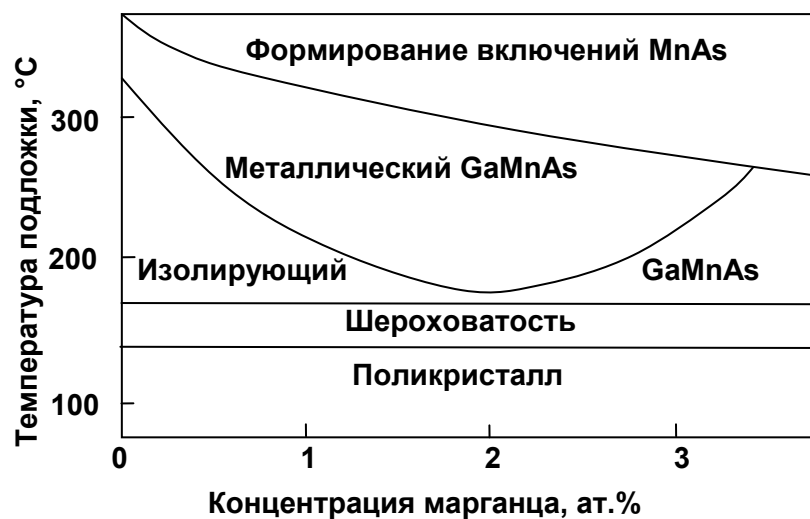 Формирование включений MnAs
Температура подложки, °С
300
Металлический GaMnAs
200
Изолирующий
GaMnAs
Шероховатость
Поликристалл
100
0
1
2
3
Концентрация марганца, ат.%